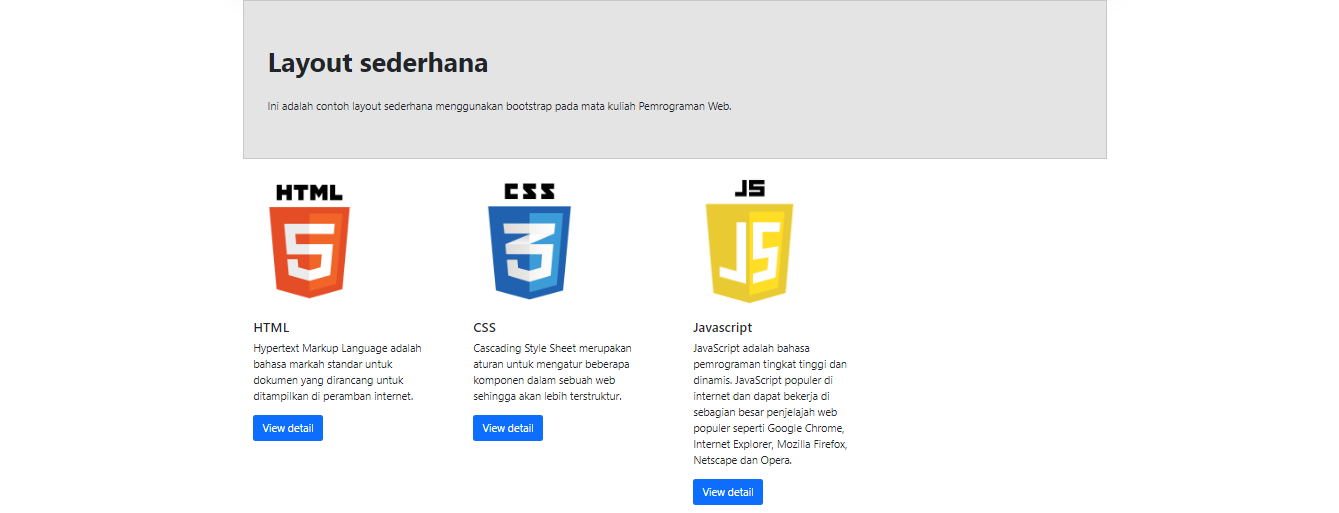 Layout sederhana
Ini adalah contoh layout sederhana menggunakan bootstrap pada mata kuliah Pemrograman Web.
HTML
5
CSS
3
JS
JS
HTML
Hypertext Markup Language adalah
bahasa markah standar untuk
dokumen yang dirancang untuk
ditampilkan di peramban internet.
View detail
CSS
Cascading Style Sheet merupakan
aturan untuk mengatur beberapa
komponen dalam sebuah web
sehingga akan lebih terstruktur.
View detail
Javascript
JavaScript adalah bahasa
pemrograman tingkat tinggi dan
dinamis. JavaScript populer di
internet dan dapat bekerja di
sebagian besar penjelajah web
populer seperti Google Chrome,
Internet Explorer, Mozilla Firefox,
Netscape dan Opera.
View detail